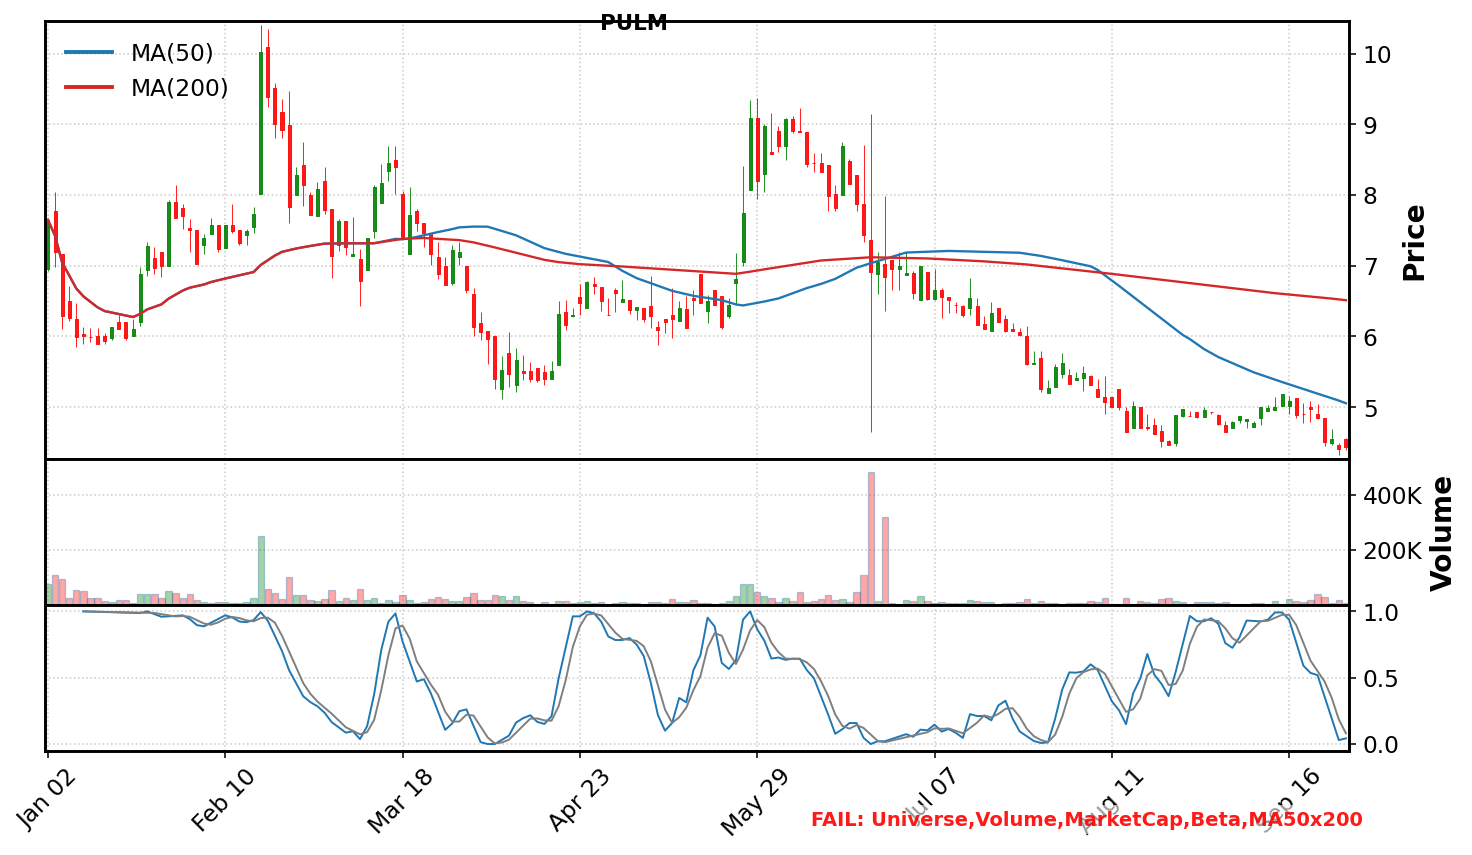 PULM
MA(50)
MA(200)
10
9
8
7
6
5
Price
400K
200K
Volume
1.0
0.5
0.0
Jan 02
Feb 10
Mar 18
Apr 23
May 29
Jul 07
Aug 11
Sep 16
FAIL: Universe,Volume,MarketCap,Beta,MA50x200